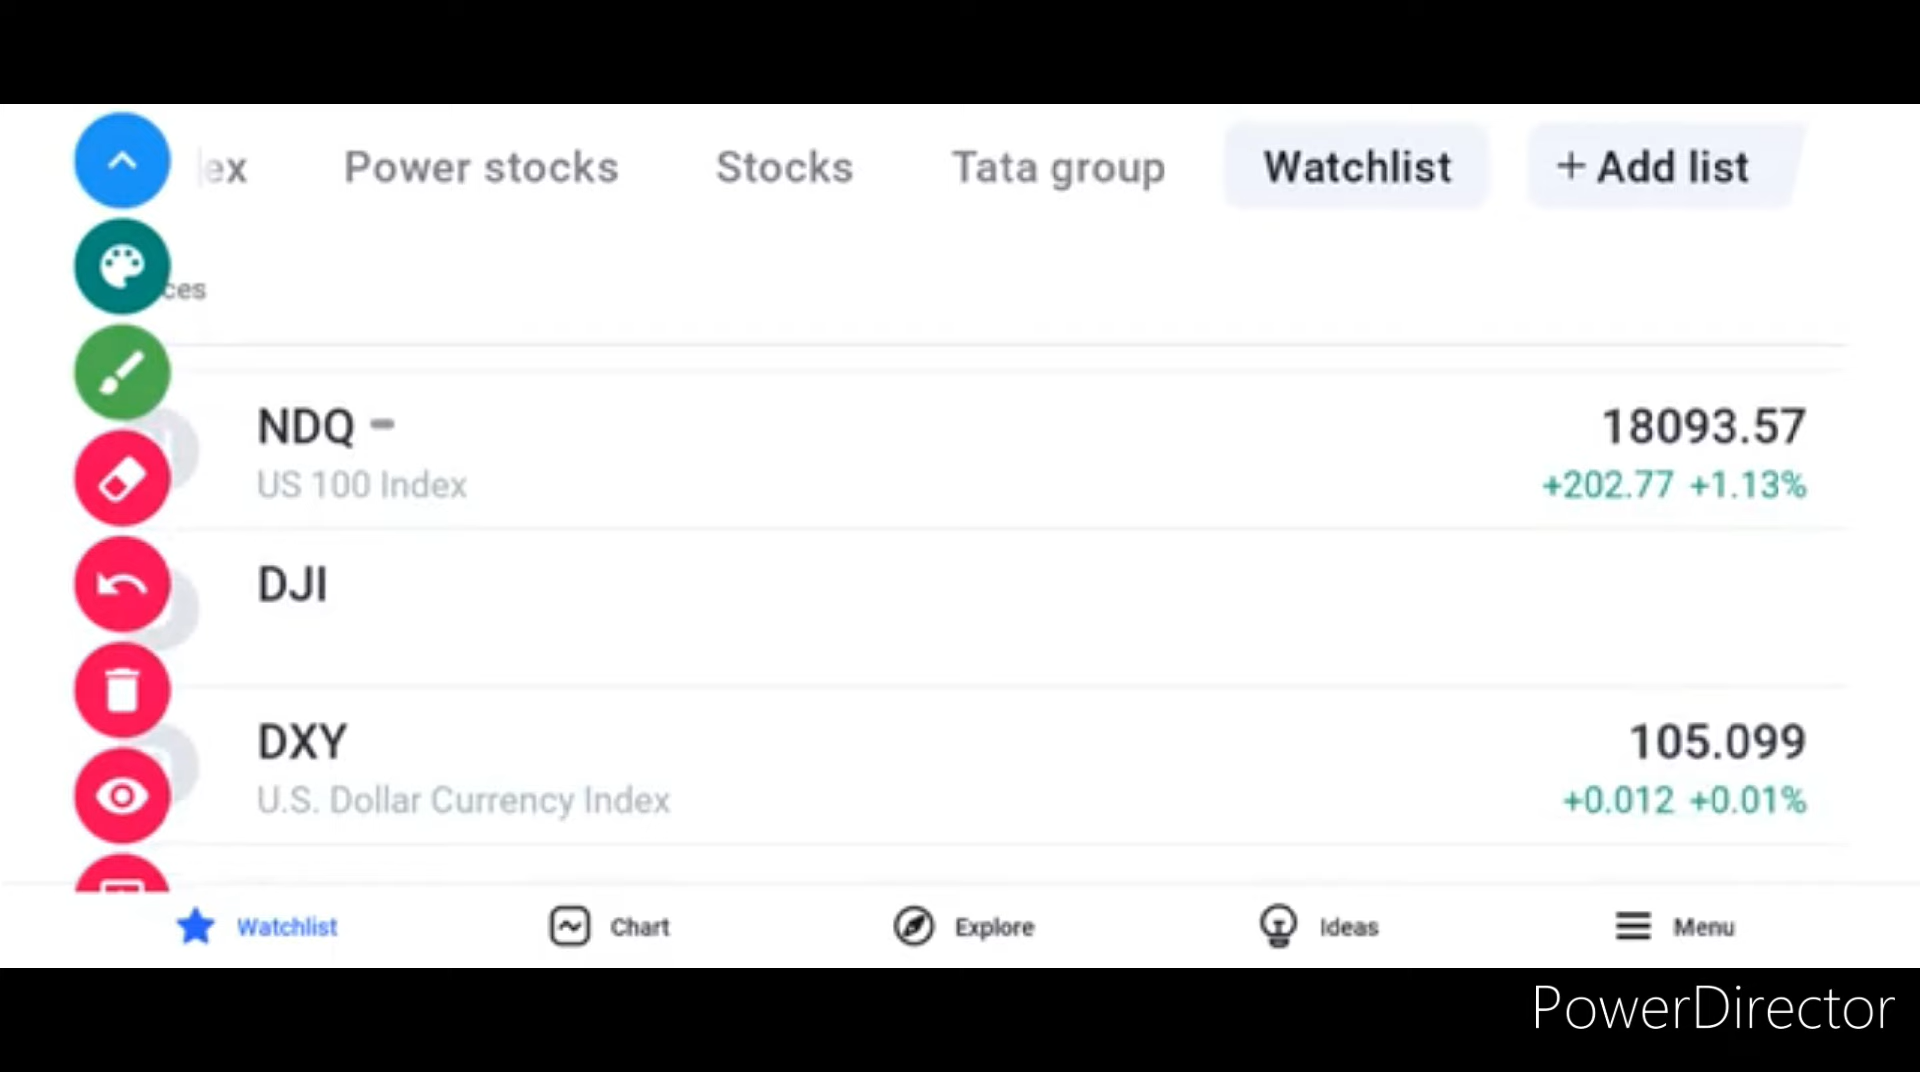 ex Power stocks Stocks Tata group Watchlist + Add list
ces
NDQ 18093.57
US 100 Index +202.77 +1.13%
DJI
DXY 105.099
U.S. Dollar Currency Index +0.012 +0.01%
Watchlist Chart Explore Ideas Menu
PowerDirector